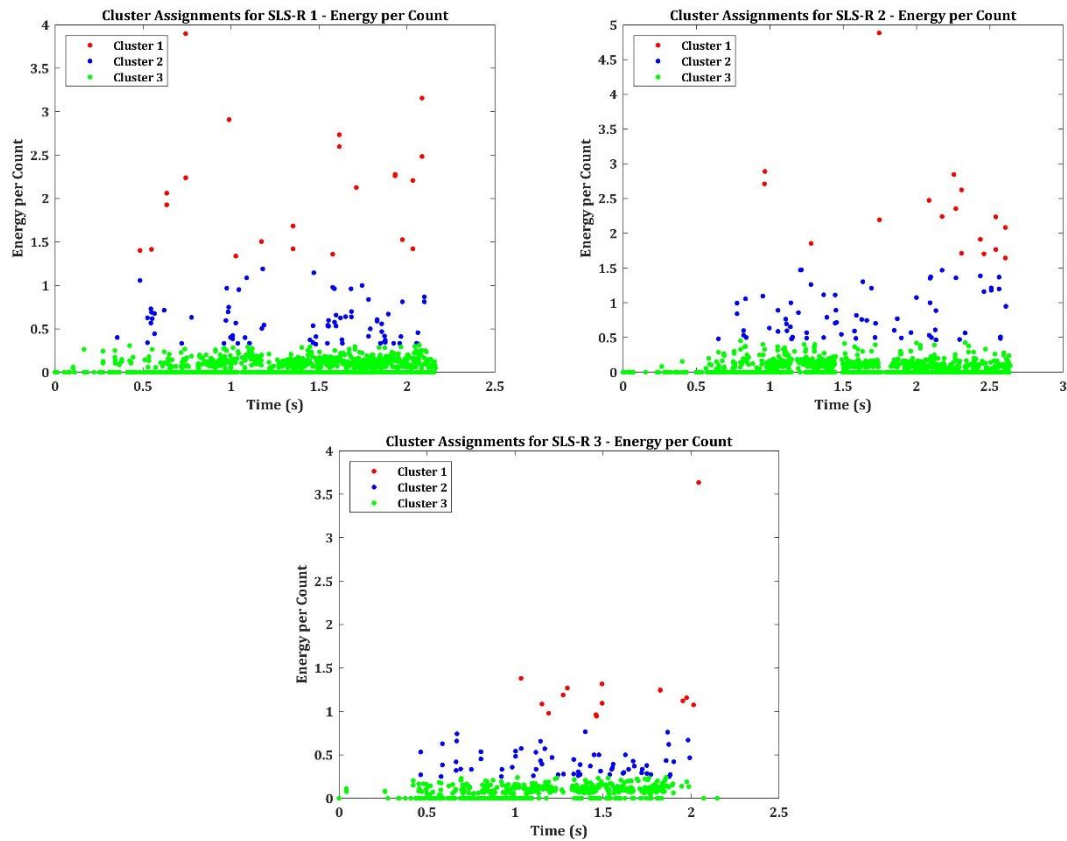 Cluster Assignments for SLS-R 1 - Energy per Count
4
3.5
3
2.5
2
1.5
1
0.5
0
Energy per Count
Cluster 1
Cluster 2
Cluster 3
0
0.5
1
1.5
2
2.5
Time (s)
Cluster Assignments for SLS-R 2 - Energy per Count
5
4.5
4
3.5
3
2.5
2
1.5
1
0.5
0
Energy per Count
Cluster 1
Cluster 2
Cluster 3
0
0.5
1
1.5
2
2.5
3
Time (s)
Cluster Assignments for SLS-R 3 - Energy per Count
4
3.5
3
2.5
2
1.5
1
0.5
0
Energy per Count
Cluster 1
Cluster 2
Cluster 3
0
0.5
1
1.5
2
2.5
Time (s)